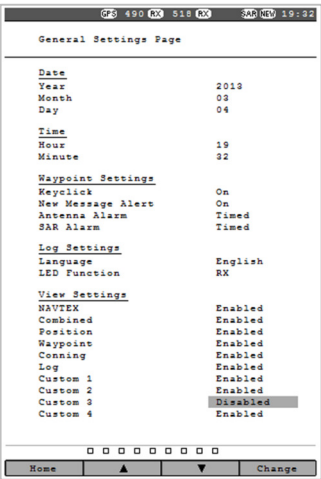 GPS 490 RX 518 RX SAR NEW 19:32
General Settings Page
Date
Year 2013
Month 03
Day 04
Time
Hour 19
Minute 32
Waypoint Settings
Keyclick On
New Message Alert On
Antenna Alarm Timed
SAR Alarm Timed
Log Settings
Language English
LED Function RX
View Settings
NAVTEX Enabled
Combined Enabled
Position Enabled
Waypoint Enabled
Conning Enabled
Log Enabled
Custom 1 Enabled
Custom 2 Enabled
Custom 3 Disabled
Custom 4 Enabled
Home ▲ ▼ Change